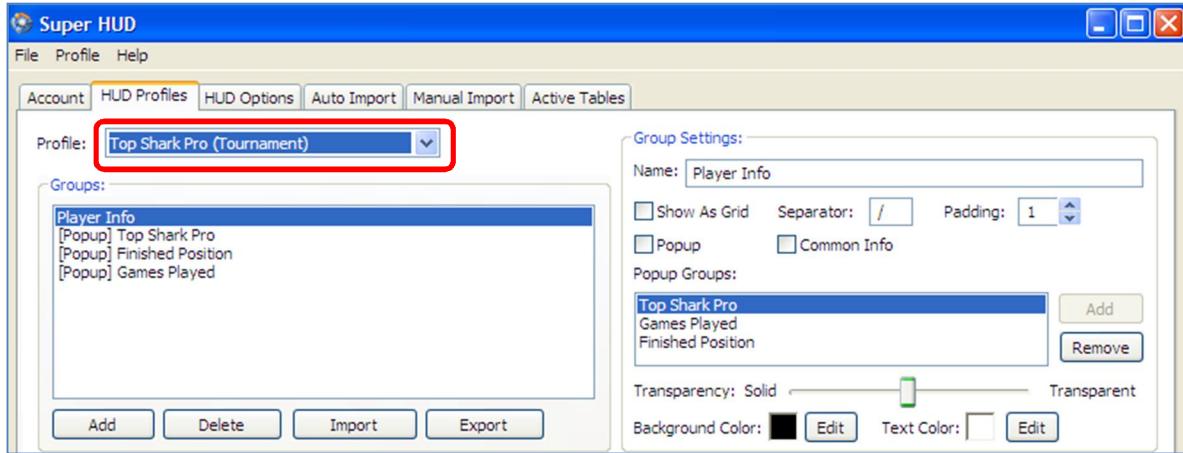 Super HUD
File Profile Help
Account HUD Profiles HUD Options Auto Import Manual Import Active Tables
Profile: Top Shark Pro (Tournament)
Groups:
Player Info
[Popup] Top Shark Pro
[Popup] Finished Position
[Popup] Games Played
Add Delete Import Export
Group Settings:
Name: Player Info
Show As Grid Separator: / Padding: 1
Popup Common Info
Popup Groups:
Top Shark Pro
Games Played
Finished Position
Add
Remove
Transparency: Solid Transparent
Background Color: Edit Text Color: Edit